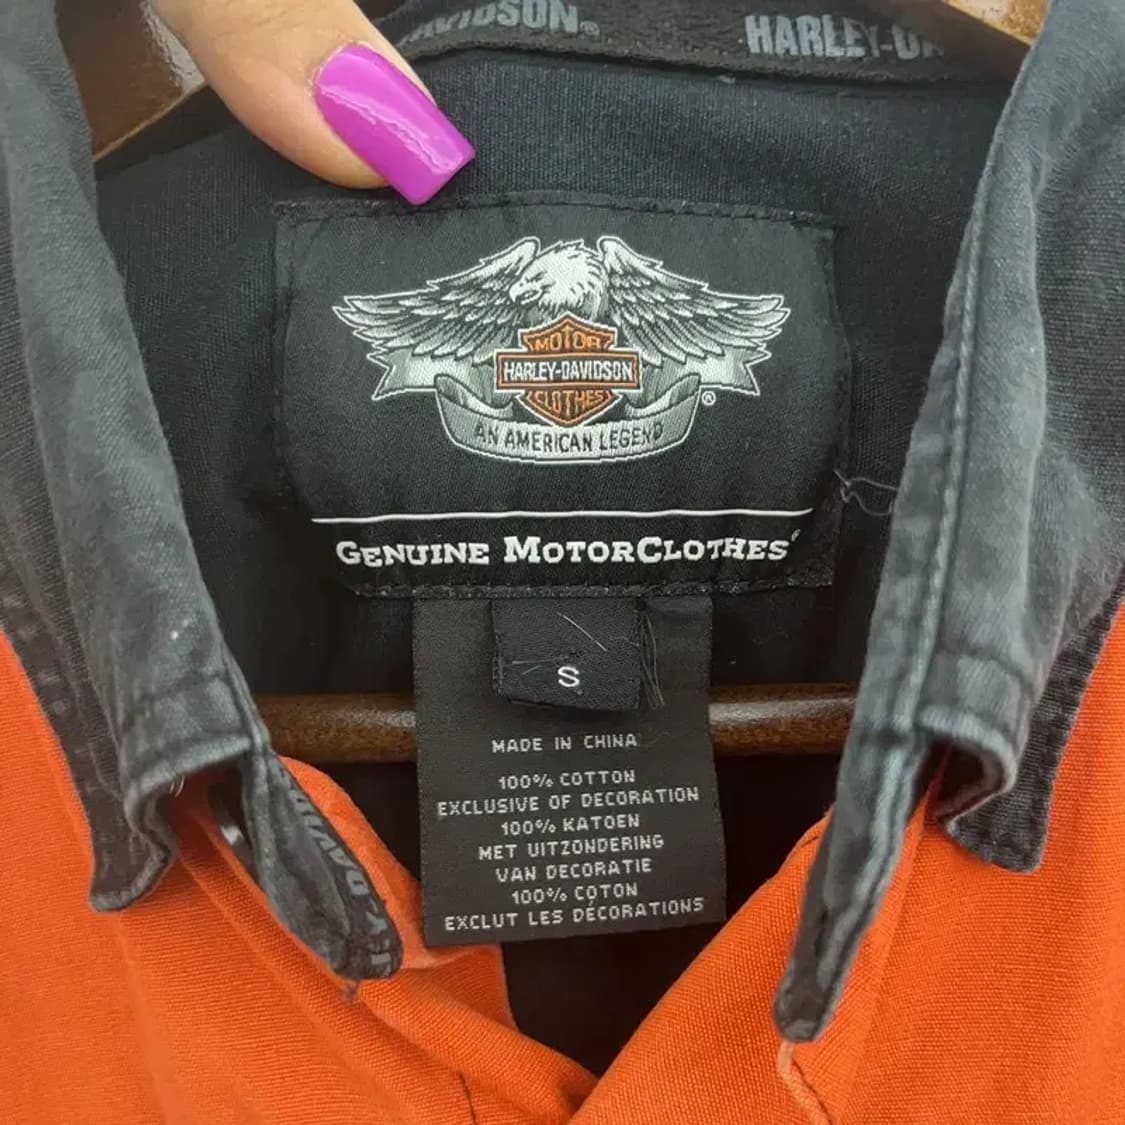 DAVIDSON®
HARLEY-DA
MOTOR
HARLEY-DAVIDSON
CLOTHES
®
AN AMERICAN LEGEND
GENUINE MOTORCLOTHES®
S
MADE IN CHINA
100% COTTON
EXCLUSIVE OF DECORATION
100% KATOEN
MET UITZONDERING
VAN DECORATIE
100% COTON
EXCLUT LES DÉCORATIONS